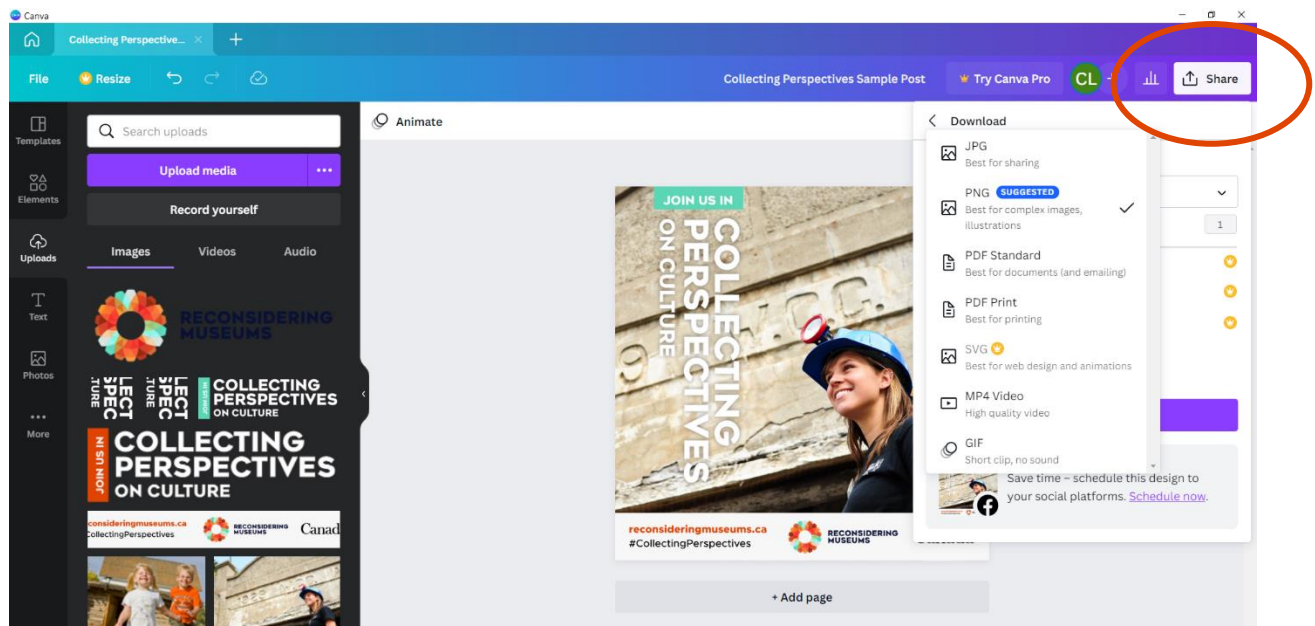 Canva
Collecting Perspective...
File
Resize
Collecting Perspectives Sample Post
Try Canva Pro
CL
Share
Templates
Elements
Uploads
Text
Photos
More
Search uploads
Upload media
Record yourself
Images Videos Audio
RECONSIDERING
MUSEUMS
COLLECTING
PERSPECTIVES
ON CULTURE
JOIN US IN
COLLECTING
PERSPECTIVES
ON CULTURE
consideringmuseums.ca
CollectingPerspectives
RECONSIDERING
MUSEUMS
Canad
Animate
JOIN US IN
COLLECTING
PERSPECTIVES
ON CULTURE
reconsideringmuseums.ca
#CollectingPerspectives
RECONSIDERING
MUSEUMS
+ Add page
Download
JPG
Best for sharing
PNG SUGGESTED
Best for complex images,
illustrations
PDF Standard
Best for documents (and emailing)
PDF Print
Best for printing
SVG
Best for web design and animations
MP4 Video
High quality video
GIF
Short clip, no sound
1
Save time – schedule this design to
your social platforms. Schedule now.